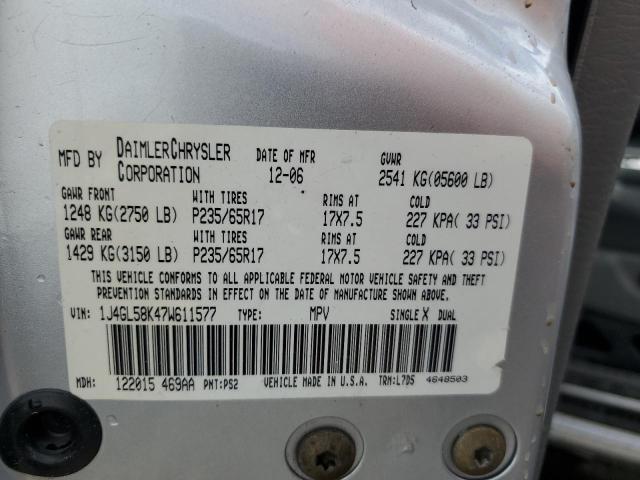 MFD BY DAIMLERCHRYSLER CORPORATION DATE OF MFR 12-06 GVWR 2541 KG(05600 LB)
GAWR FRONT WITH TIRES RIMS AT COLD
1248 KG(2750 LB) P235/65R17 17X7.5 227 KPA( 33 PSI)
GAWR REAR WITH TIRES RIMS AT COLD
1429 KG(3150 LB) P235/65R17 17X7.5 227 KPA( 33 PSI)
THIS VEHICLE CONFORMS TO ALL APPLICABLE FEDERAL MOTOR VEHICLE SAFETY AND THEFT
PREVENTION STANDARDS IN EFFECT ON THE DATE OF MANUFACTURE SHOWN ABOVE.
VIN: 1J4GL58K47W611577 TYPE: MPV SINGLE X DUAL
MDH: 122015 469AA PNT:PS2 VEHICLE MADE IN U.S.A. TRM:L7D5 4648503